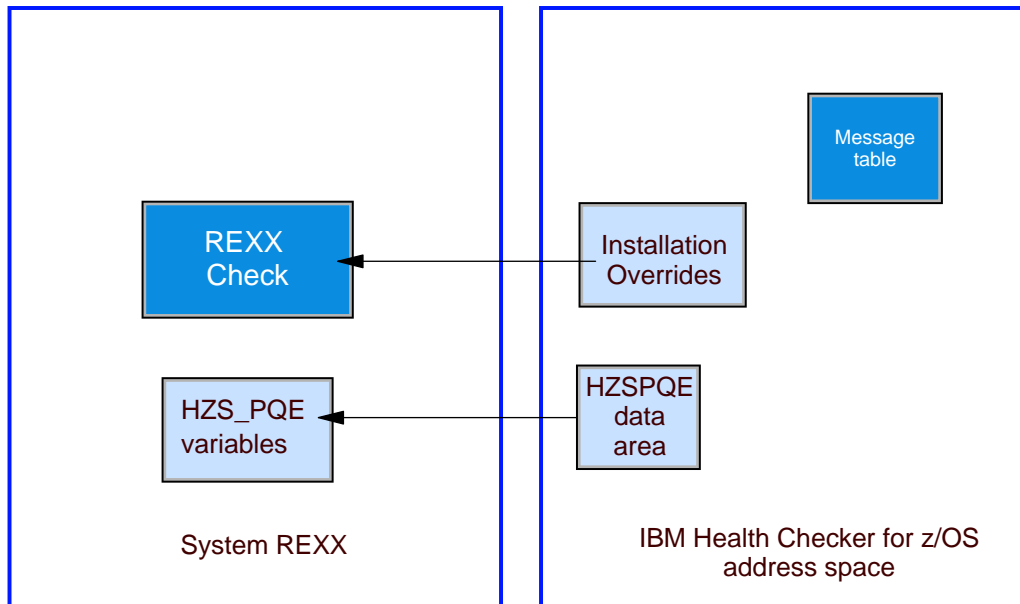 Message
table
REXX
Check
Installation
Overrides
HZS_PQE
variables
HZSPQE
data
area
System REXX
IBM Health Checker for z/OS
address space